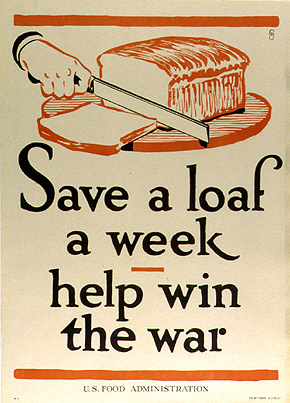 Save a loaf
a week
help win
the war
U.S. FOOD ADMINISTRATION